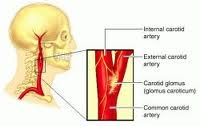 Internal carotid
artery
External carotid
artery
Carotid glomus
(glomus caroticum)
Common carotid
artery